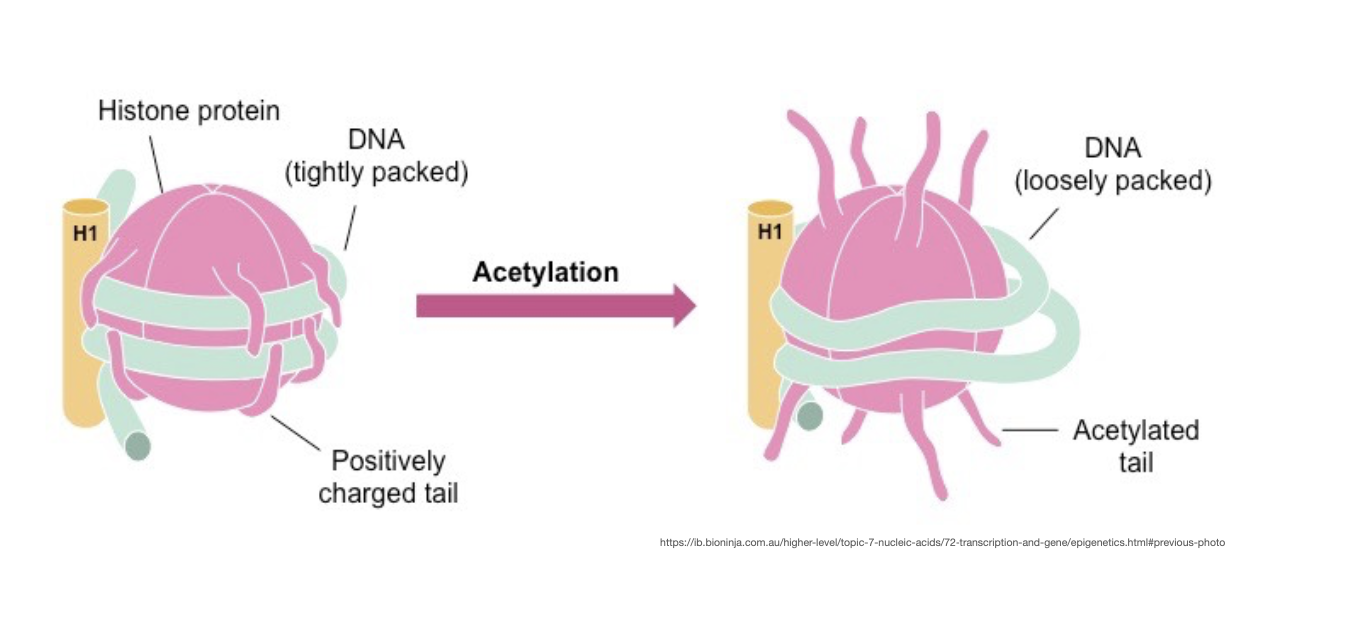 Histone protein
DNA
(tightly packed)
H1
Positively
charged tail
Acetylation
DNA
(loosely packed)
H1
Acetylated
tail
https://ib.bioninja.com.au/higher-level/topic-7-nucleic-acids/72-transcription-and-gene/epigenetics.html#previous-photo